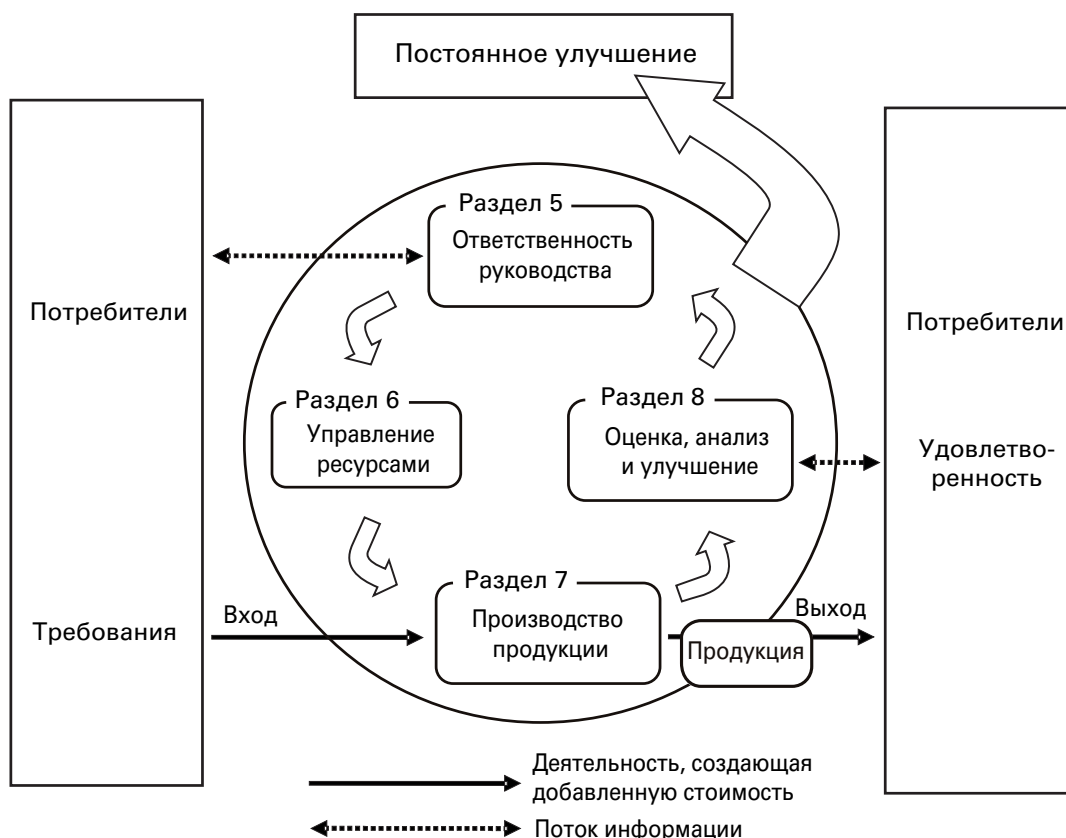 Постоянное улучшение
Потребители
Требования
Раздел 5
Ответственность
руководства
Раздел 6
Управление
ресурсами
Раздел 8
Оценка, анализ
и улучшение
Раздел 7
Производство
продукции
Вход
Выход
Продукция
Потребители
Удовлетво-
ренность
Деятельность, создающая
добавленную стоимость
Поток информации